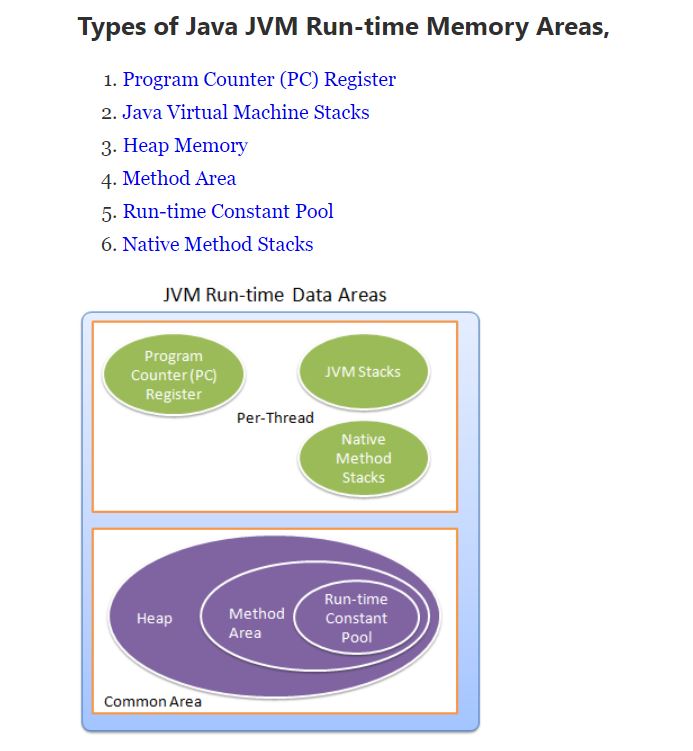 Types of Java JVM Run-time Memory Areas,
1. Program Counter (PC) Register
2. Java Virtual Machine Stacks
3. Heap Memory
4. Method Area
5. Run-time Constant Pool
6. Native Method Stacks
JVM Run-time Data Areas
Program
Counter (PC)
Register
JVM Stacks
Per-Thread
Native
Method
Stacks
Heap
Method
Area
Run-time
Constant
Pool
Common Area